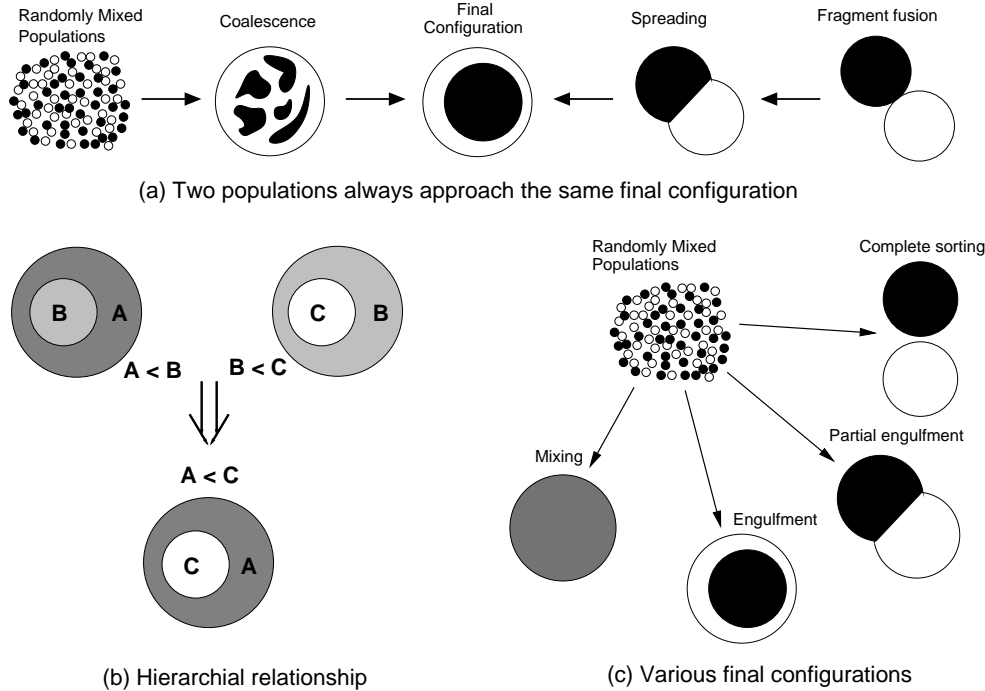 Randomly Mixed
Populations
Coalescence
Final
Configuration
Spreading
Fragment fusion
(a) Two populations always approach the same final configuration
B
A
A < B
C
B
B < C
A < C
C
A
(b) Hierarchial relationship
Randomly Mixed
Populations
Complete sorting
Partial engulfment
Mixing
Engulfment
(c) Various final configurations